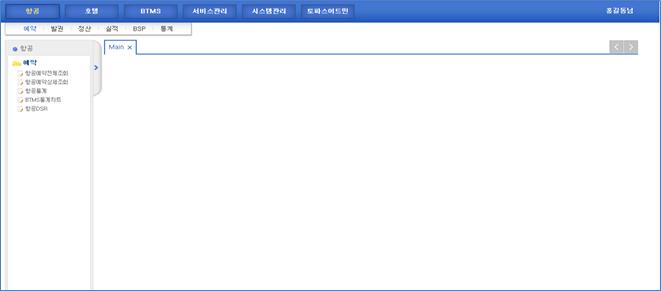 항공 호텔 BTMS 서비스관리 시스템관리 토파스어드민 홍길동님
예약 발권 정산 실적 BSP 통계
항공 Main
예약
항공예약전체조회
항공예약상세조회
항공통계
BTMS통계차트
항공DSR